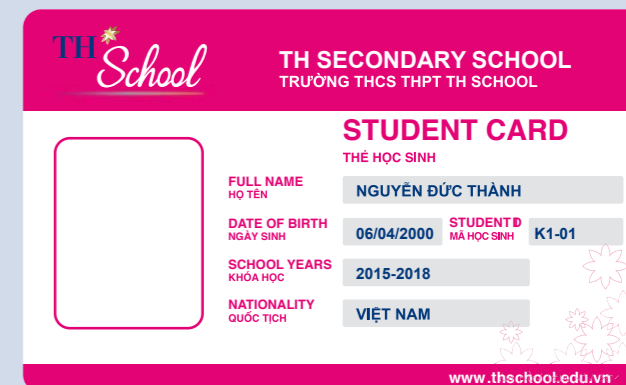 TH School
TH SECONDARY SCHOOL
TRƯỜNG THCS THPT TH SCHOOL
STUDENT CARD
THẺ HỌC SINH
FULL NAME
HỌ TÊN
NGUYỄN ĐỨC THÀNH
DATE OF BIRTH
NGÀY SINH
06/04/2000
STUDENT ID
MÃ HỌC SINH
K1-01
SCHOOL YEARS
KHÓA HỌC
2015-2018
NATIONALITY
QUỐC TỊCH
VIỆT NAM
www.thschool.edu.vn